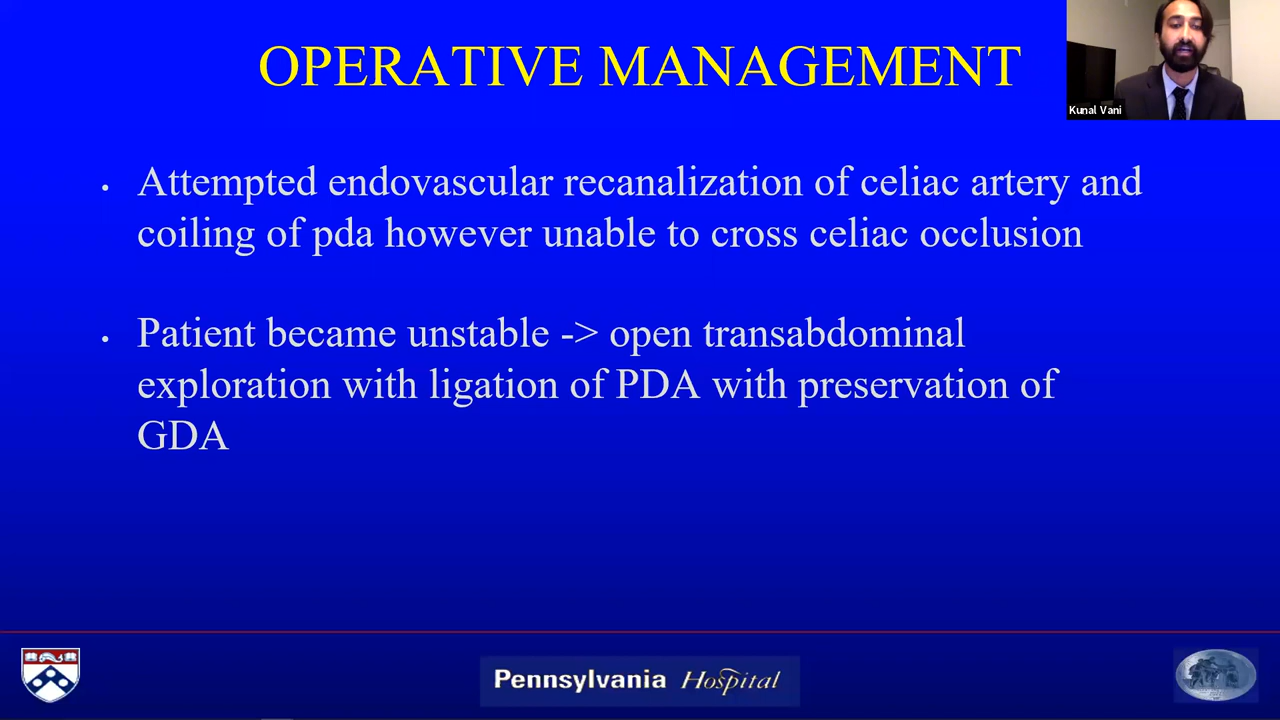 OPERATIVE MANAGEMENT
Kunal Vani
• Attempted endovascular recanalization of celiac artery and
coiling of pda however unable to cross celiac occlusion
• Patient became unstable -> open transabdominal
exploration with ligation of PDA with preservation of
GDA
Pennsylvania Hospital